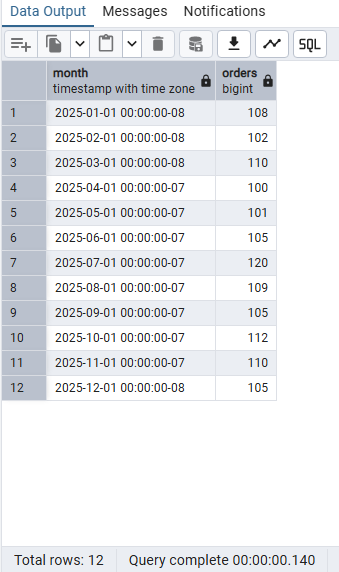 Data Output Messages Notifications
SQL
month orders
timestamp with time zone bigint
1 2025-01-01 00:00:00-08 108
2 2025-02-01 00:00:00-08 102
3 2025-03-01 00:00:00-08 110
4 2025-04-01 00:00:00-07 100
5 2025-05-01 00:00:00-07 101
6 2025-06-01 00:00:00-07 105
7 2025-07-01 00:00:00-07 120
8 2025-08-01 00:00:00-07 109
9 2025-09-01 00:00:00-07 105
10 2025-10-01 00:00:00-07 112
11 2025-11-01 00:00:00-07 110
12 2025-12-01 00:00:00-08 105
Total rows: 12 Query complete 00:00:00.140